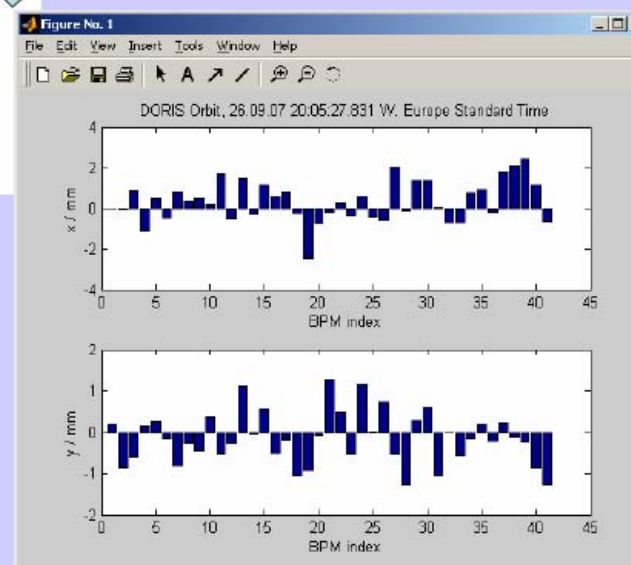 Figure No. 1
File Edit View Insert Tools Window Help
A
DORIS Orbit, 26.09.07 20:05:27.831 W. Europe Standard Time
4
2
0
-2
-4
x / mm
0 5 10 15 20 25 30 35 40 45
BPM index
2
1
0
-1
-2
y / mm
0 5 10 15 20 25 30 35 40 45
BPM index